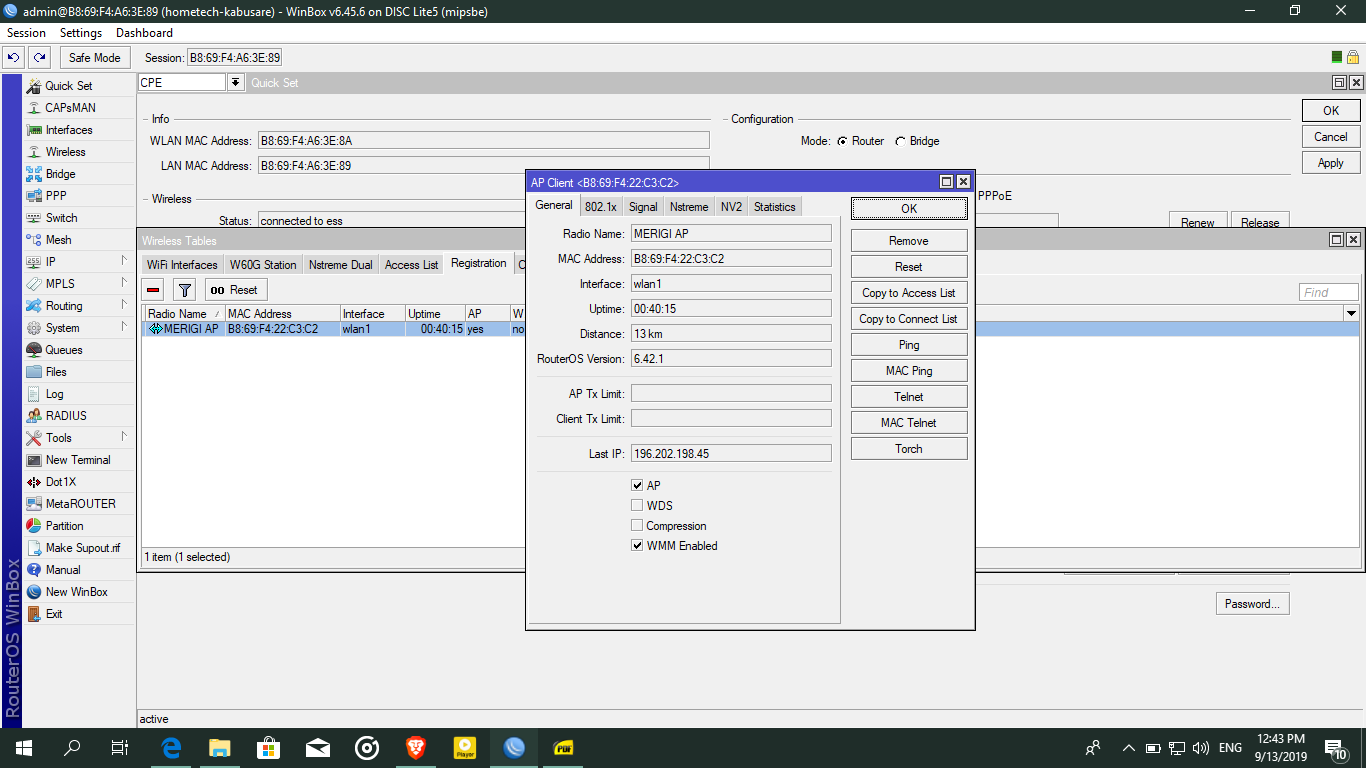 admin@B8:69:F4:A6:3E:89 (hometech-kabusare) - WinBox v6.45.6 on DISC Lite5 (mipsbe)
Session Settings Dashboard
Safe Mode Session: B8:69:F4:A6:3E:89
Quick Set
CAPsMAN
Interfaces
Wireless
Bridge
PPP
Switch
Mesh
IP
MPLS
Routing
System
Queues
Files
Log
RADIUS
Tools
New Terminal
Dot1X
MetaROUTER
Partition
Make Supout.rif
Manual
New WinBox
Exit
RouterOS WinBox
CPE Quick Set
Info
WLAN MAC Address: B8:69:F4:A6:3E:8A
LAN MAC Address: B8:69:F4:A6:3E:89
Wireless
Status: connected to ess
Configuration
Mode: Router Bridge
PPPoE
Renew Release
OK
Cancel
Apply
Password...
Wireless Tables
WiFi Interfaces W60G Station Nstreme Dual Access List Registration
Reset
Find
Radio Name MAC Address Interface Uptime AP W
MERIGI AP B8:69:F4:22:C3:C2 wlan1 00:40:15 yes no
1 item (1 selected)
AP Client <B8:69:F4:22:C3:C2>
General 802.1x Signal Nstreme NV2 Statistics
Radio Name: MERIGI AP
MAC Address: B8:69:F4:22:C3:C2
Interface: wlan1
Uptime: 00:40:15
Distance: 13 km
RouterOS Version: 6.42.1
AP Tx Limit:
Client Tx Limit:
Last IP: 196.202.198.45
AP
WDS
Compression
WMM Enabled
OK
Remove
Reset
Copy to Access List
Copy to Connect List
Ping
MAC Ping
Telnet
MAC Telnet
Torch
active
Player
PDF
ENG
12:43 PM
9/13/2019
10